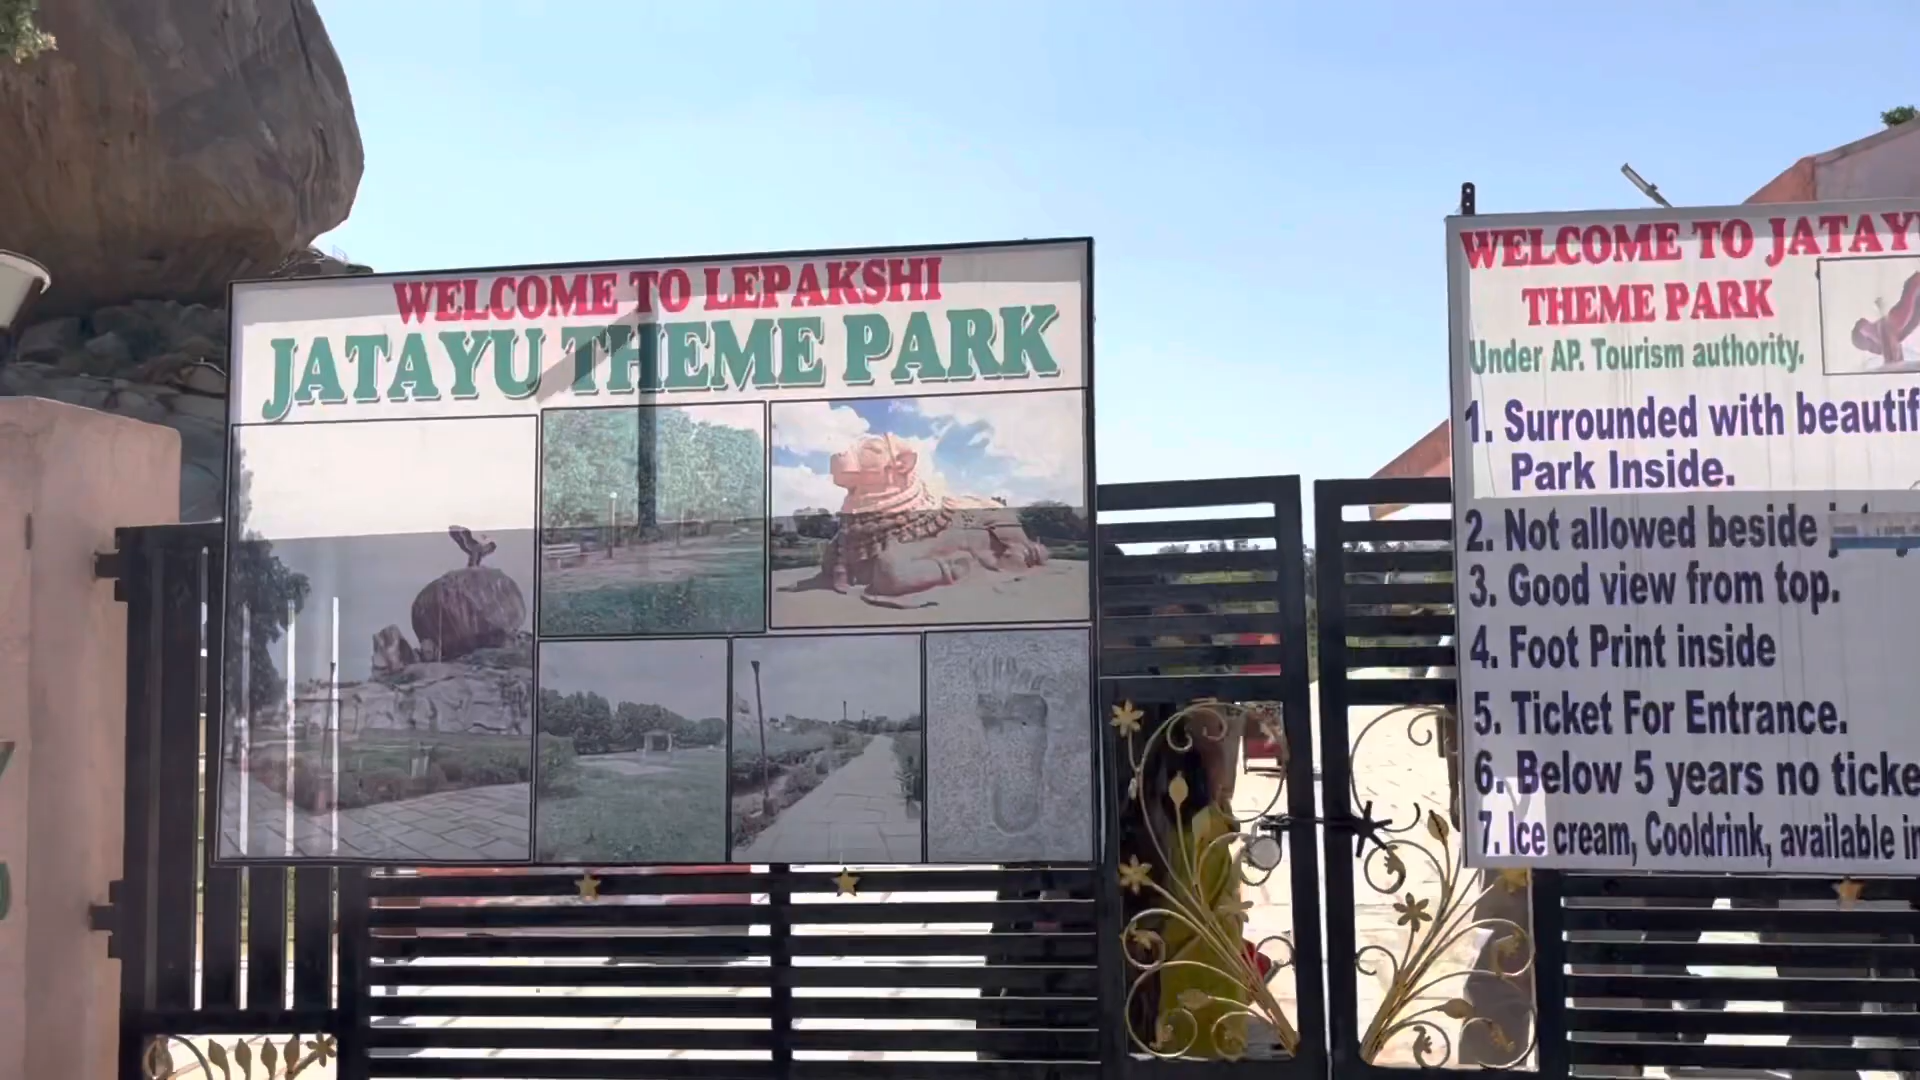 WELCOME TO LEPAKSHI
JATAYU THEME PARK
WELCOME TO JATAY
THEME PARK
Under AP. Tourism authority.
1. Surrounded with beautif
Park Inside.
2. Not allowed beside
3. Good view from top.
4. Foot Print inside
5. Ticket For Entrance.
6. Below 5 years no ticke
7. Ice cream, Cooldrink, available in